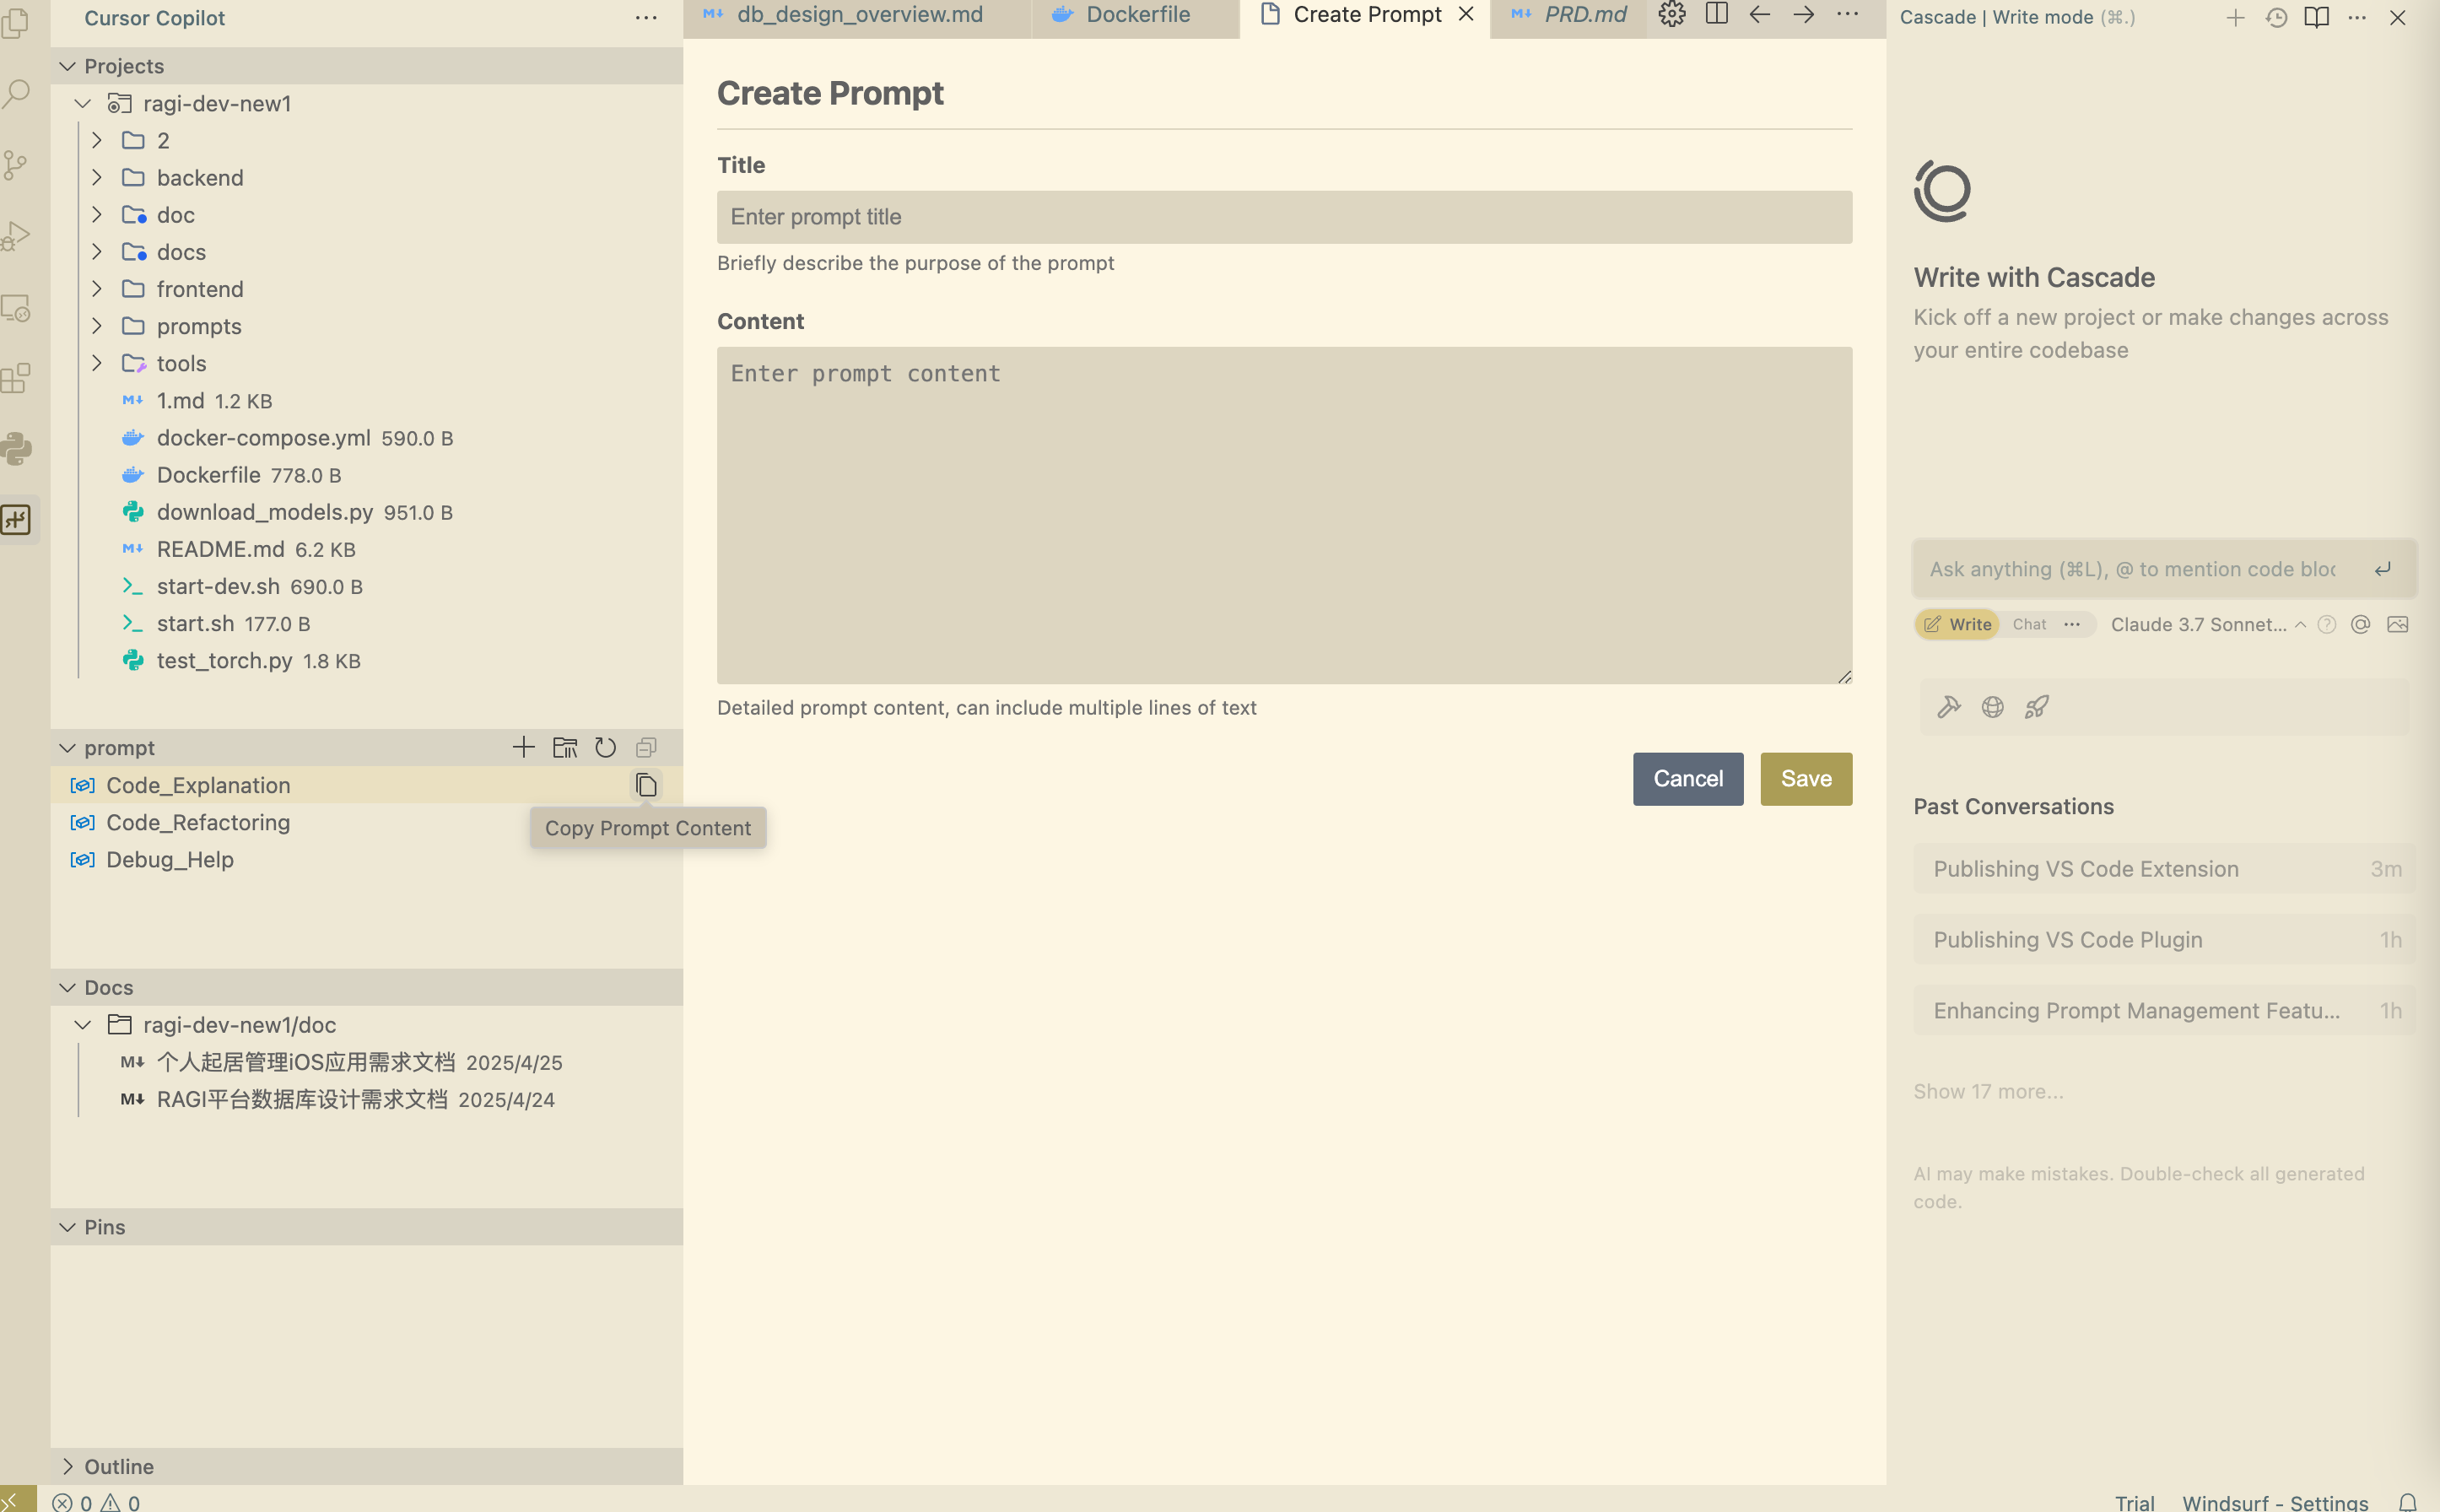 Cursor Copilot
Projects
ragi-dev-new1
2
backend
doc
docs
frontend
prompts
tools
1.md 1.2 KB
docker-compose.yml 590.0 B
Dockerfile 778.0 B
download_models.py 951.0 B
README.md 6.2 KB
start-dev.sh 690.0 B
start.sh 177.0 B
test_torch.py 1.8 KB
prompt
Code_Explanation
Copy Prompt Content
Code_Refactoring
Debug_Help
Docs
ragi-dev-new1/doc
个人起居管理iOS应用需求文档 2025/4/25
RAGI平台数据库设计需求文档 2025/4/24
Pins
Outline
0 0
db_design_overview.md
Dockerfile
Create Prompt
PRD.md
Create Prompt
Title
Enter prompt title
Briefly describe the purpose of the prompt
Content
Enter prompt content
Detailed prompt content, can include multiple lines of text
Cancel
Save
Cascade | Write mode (⌘.)
Write with Cascade
Kick off a new project or make changes across
your entire codebase
Ask anything (⌘L), @ to mention code bloc
Write
Chat
Claude 3.7 Sonnet...
Past Conversations
Publishing VS Code Extension 3m
Publishing VS Code Plugin 1h
Enhancing Prompt Management Featu... 1h
Show 17 more...
AI may make mistakes. Double-check all generated
code.
Trial
Windsurf - Settings